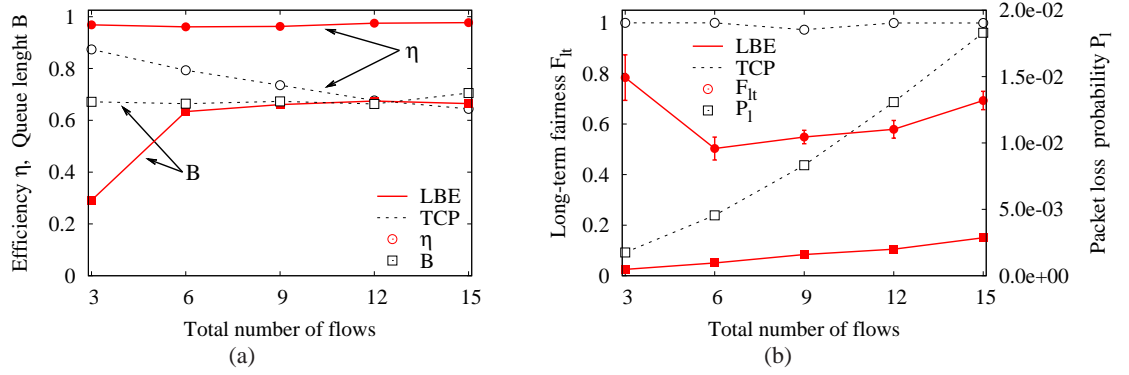 Efficiency η, Queue lenght B
1
0.8
0.6
0.4
0.2
0
3
6
9
12
15
Total number of flows
η
B
LBE
TCP
η
B
(a)
Long-term fairness F_lt
1
0.8
0.6
0.4
0.2
0
3
6
9
12
15
Total number of flows
LBE
TCP
F_lt
P_l
2.0e-02
1.5e-02
1.0e-02
5.0e-03
0.0e+00
Packet loss probability P_l
(b)